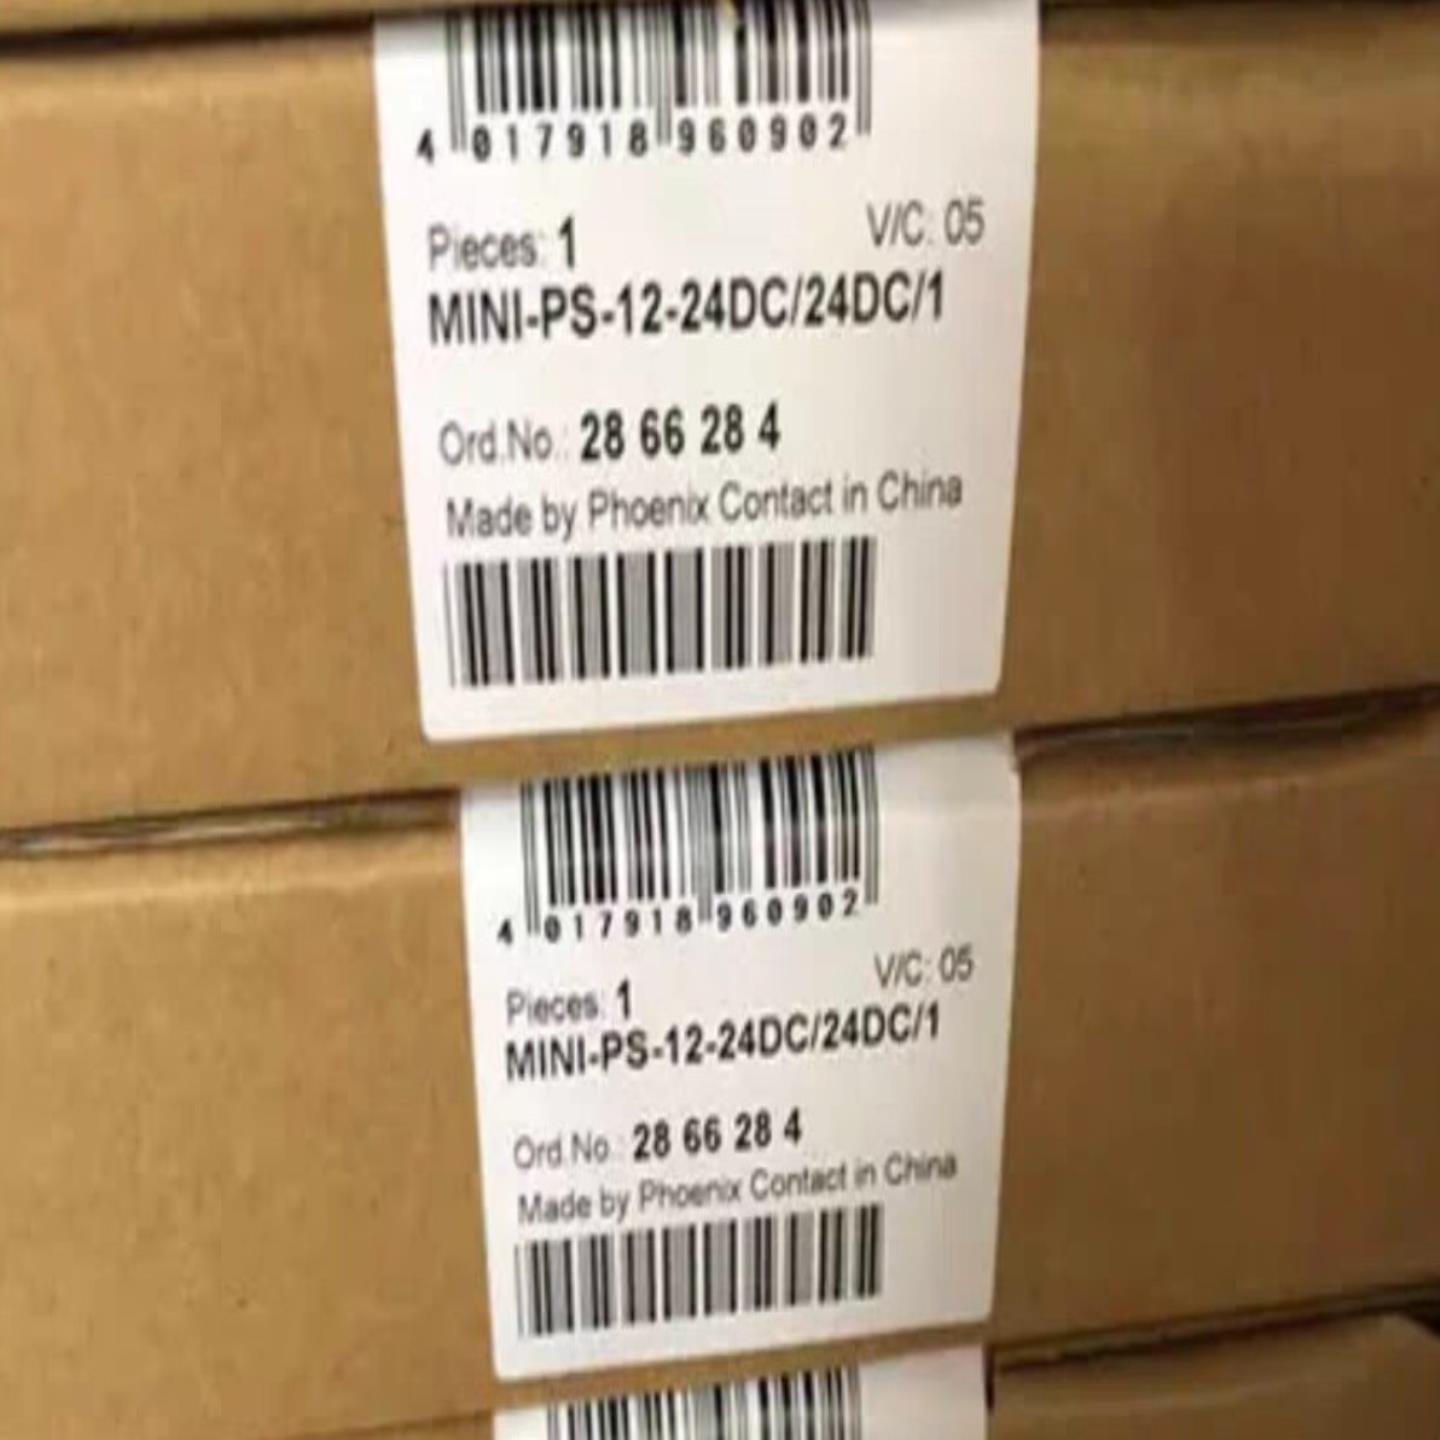 4 017918 960902
V/C: 05
Pieces: 1
MINI-PS-12-24DC/24DC/1
Ord.No.: 28 66 28 4
Made by Phoenix Contact in China
4 017918 960902
V/C: 05
Pieces: 1
MINI-PS-12-24DC/24DC/1
Ord.No.: 28 66 28 4
Made by Phoenix Contact in China